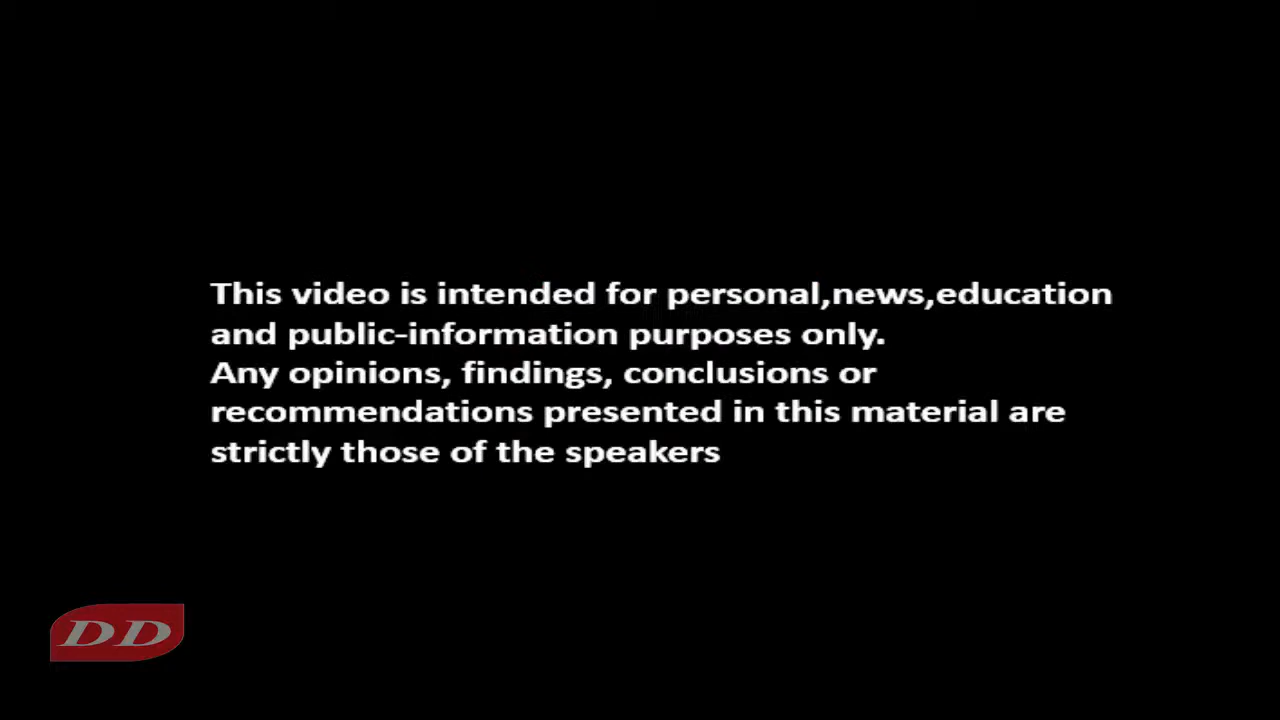 This video is intended for personal,news,education
and public-information purposes only.
Any opinions, findings, conclusions or
recommendations presented in this material are
strictly those of the speakers
DD